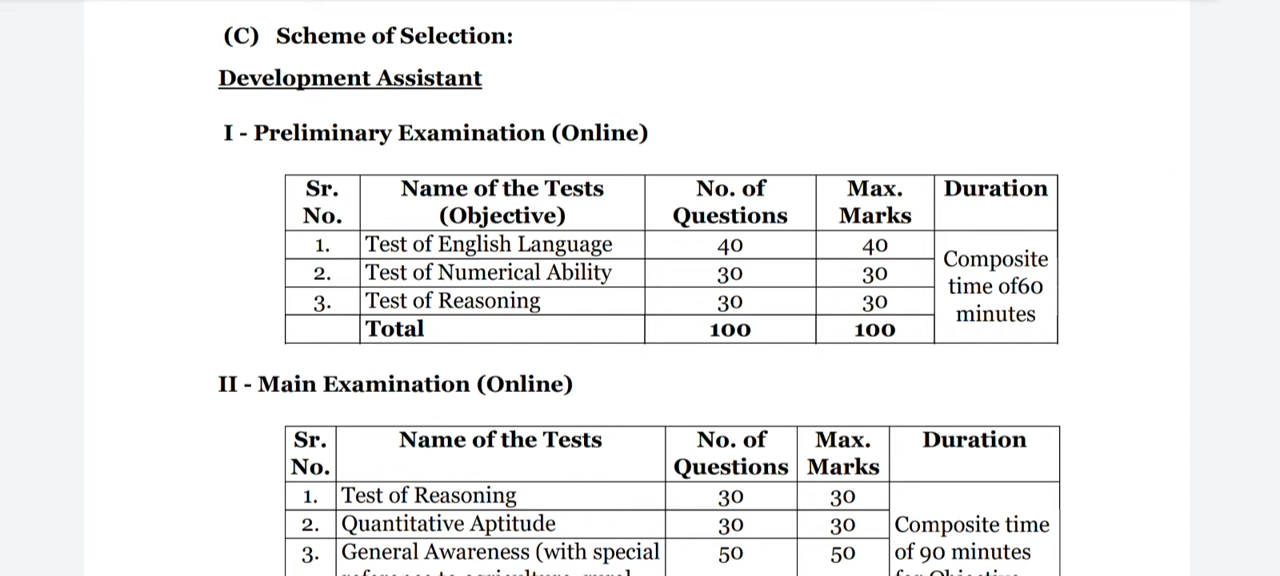 (C) Scheme of Selection:
Development Assistant
I - Preliminary Examination (Online)
Sr. No. Name of the Tests (Objective) No. of Questions Max. Marks Duration
1. Test of English Language 40 40 Composite time of60 minutes
2. Test of Numerical Ability 30 30
3. Test of Reasoning 30 30
Total 100 100
II - Main Examination (Online)
Sr. No. Name of the Tests No. of Questions Max. Marks Duration
1. Test of Reasoning 30 30
2. Quantitative Aptitude 30 30 Composite time
3. General Awareness (with special 50 50 of 90 minutes